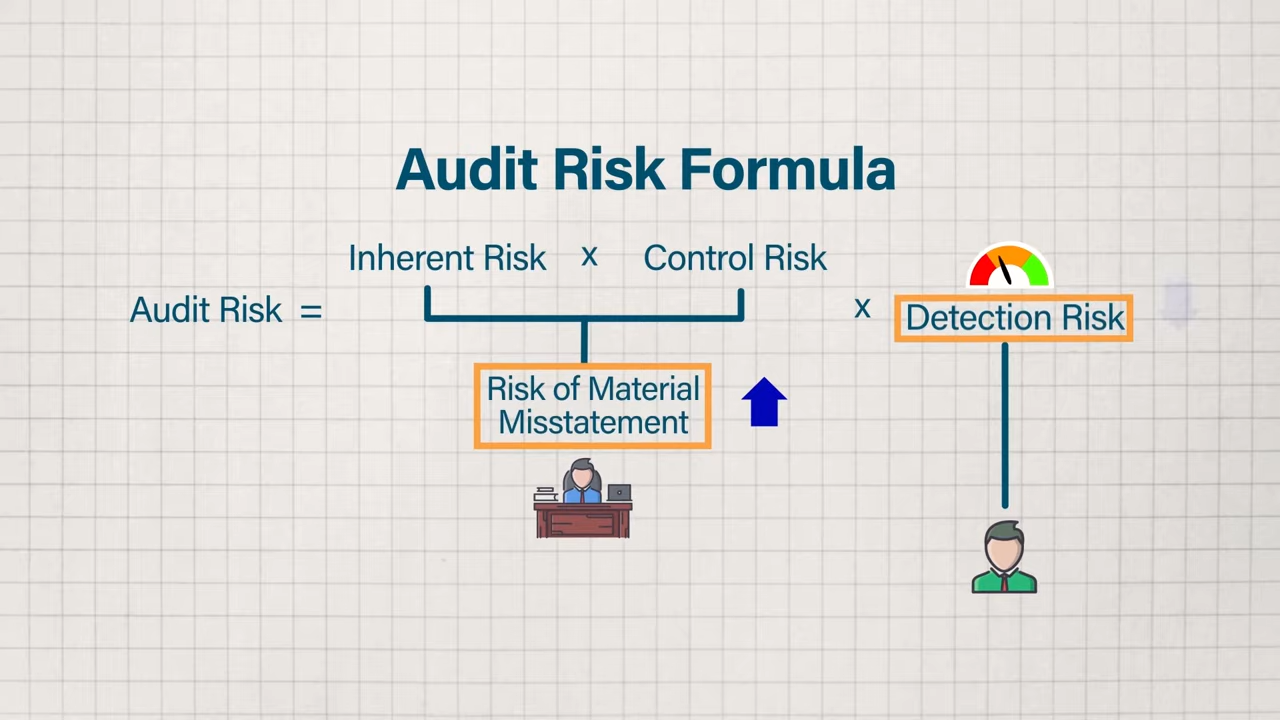 Audit Risk Formula
Inherent Risk x Control Risk
Audit Risk =
x
Detection Risk
Risk of Material
Misstatement